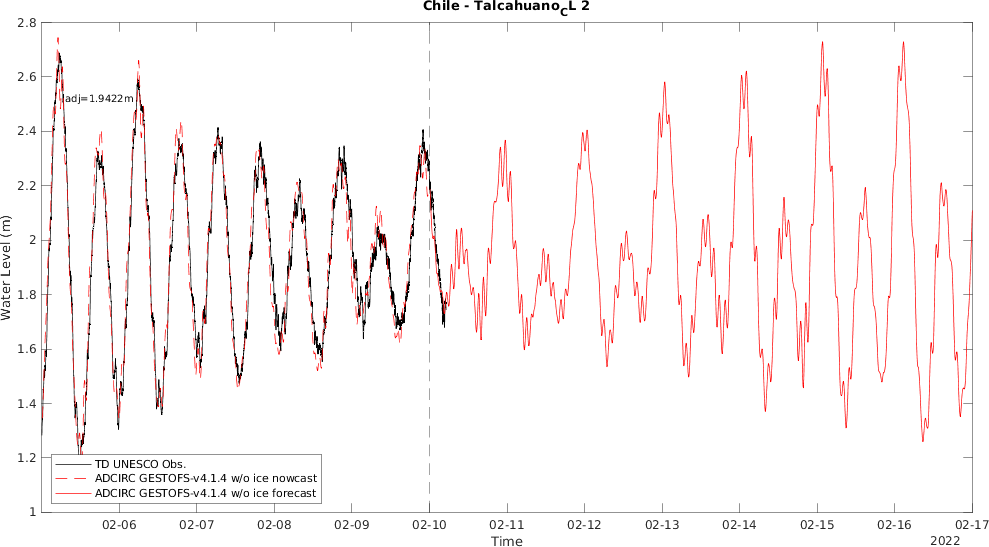 Chile - Talcahuano_CL 2
2.8
2.6
adj=1.9422m
2.4
2.2
2
Water Level (m)
1.8
1.6
1.4
1.2
TD UNESCO Obs.
ADCIRC GESTOFS-v4.1.4 w/o ice nowcast
ADCIRC GESTOFS-v4.1.4 w/o ice forecast
1
02-06 02-07 02-08 02-09 02-10 02-11 02-12 02-13 02-14 02-15 02-16 02-17
Time
2022